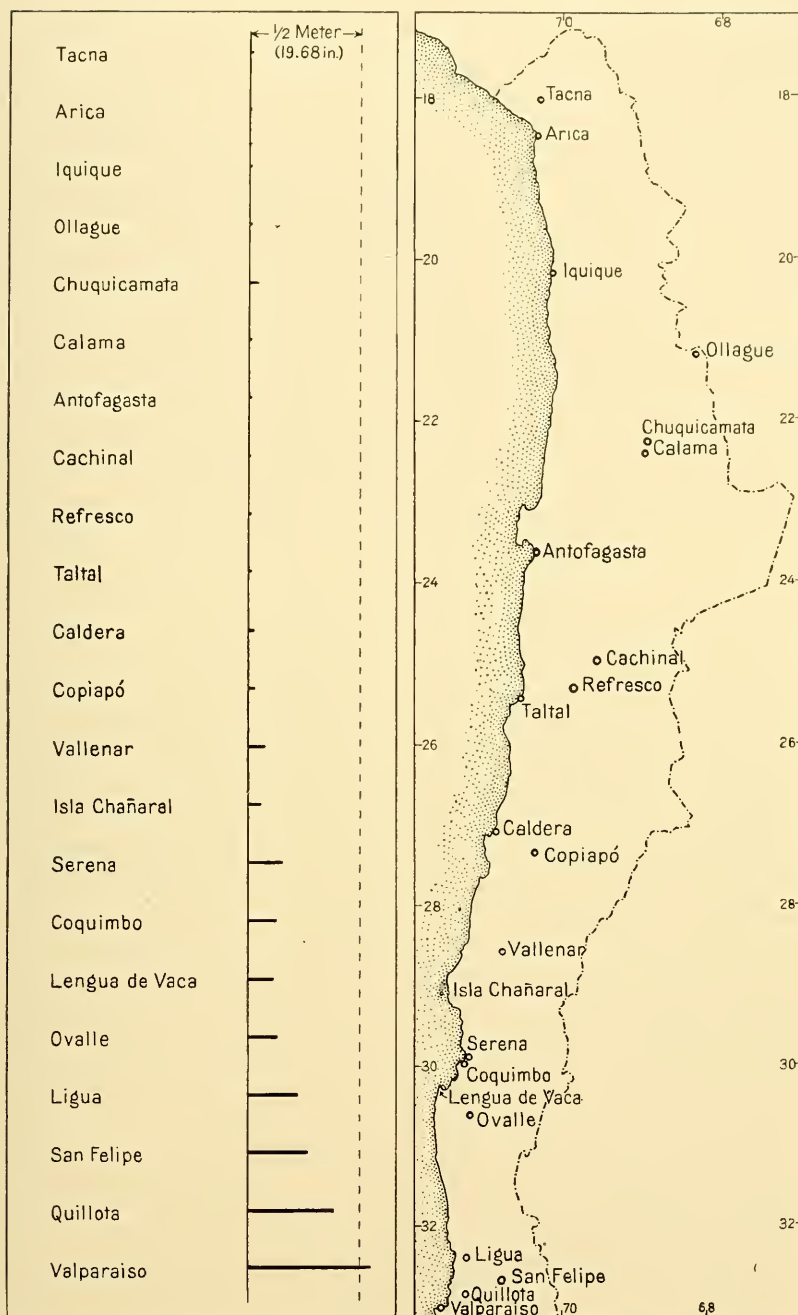 ½ Meter
(19.68 in.)
Tacna
Arica
Iquique
Ollague
Chuquicamata
Calama
Antofagasta
Cachinal
Refresco
Taltal
Caldera
Copiapó
Vallenar
Isla Chañaral
Serena
Coquimbo
Lengua de Vaca
Ovalle
Ligua
San Felipe
Quillota
Valparaiso
70 68
18 18
Tacna
Arica
20 20
Iquique
Ollague
22 22
Chuquicamata
Calama
Antofagasta
24 24
Cachinal
Refresco
Taltal
26 26
Caldera
Copiapó
28 28
Vallenar
Isla Chañaral
Serena
30 30
Coquimbo
Lengua de Vaca
Ovalle
32 32
Ligua
San Felipe
Quillota
Valparaiso 70 68